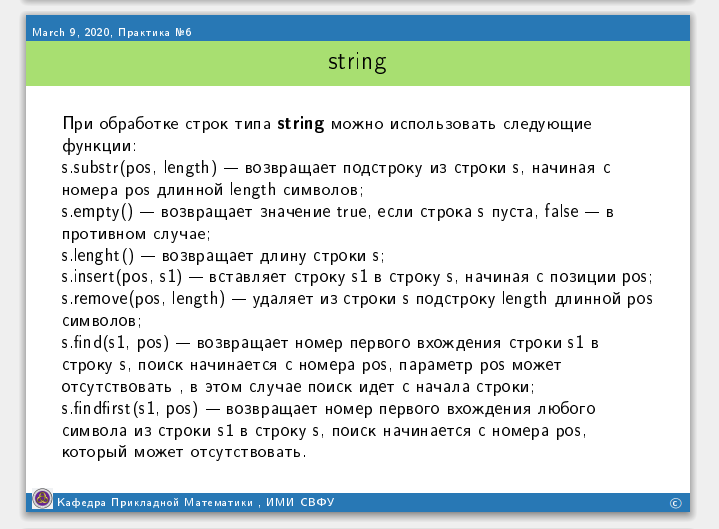 March 9, 2020, Практика №6
string
При обработке строк типа string можно использовать следующие
функции:
s.substr(pos, length) — возвращает подстроку из строки s, начиная с
номера pos длинной length символов;
s.empty() — возвращает значение true, если строка s пуста, false — в
противном случае;
s.lenght() — возвращает длину строки s;
s.insert(pos, s1) — вставляет строку s1 в строку s, начиная с позиции pos;
s.remove(pos, length) — удаляет из строки s подстроку length длинной pos
символов;
s.find(s1, pos) — возвращает номер первого вхождения строки s1 в
строку s, поиск начинается с номера pos, параметр pos может
отсутствовать , в этом случае поиск идет с начала строки;
s.findfirst(s1, pos) — возвращает номер первого вхождения любого
символа из строки s1 в строку s, поиск начинается с номера pos,
который может отсутствовать.
Кафедра Прикладной Математики , ИМИ СВФУ ©